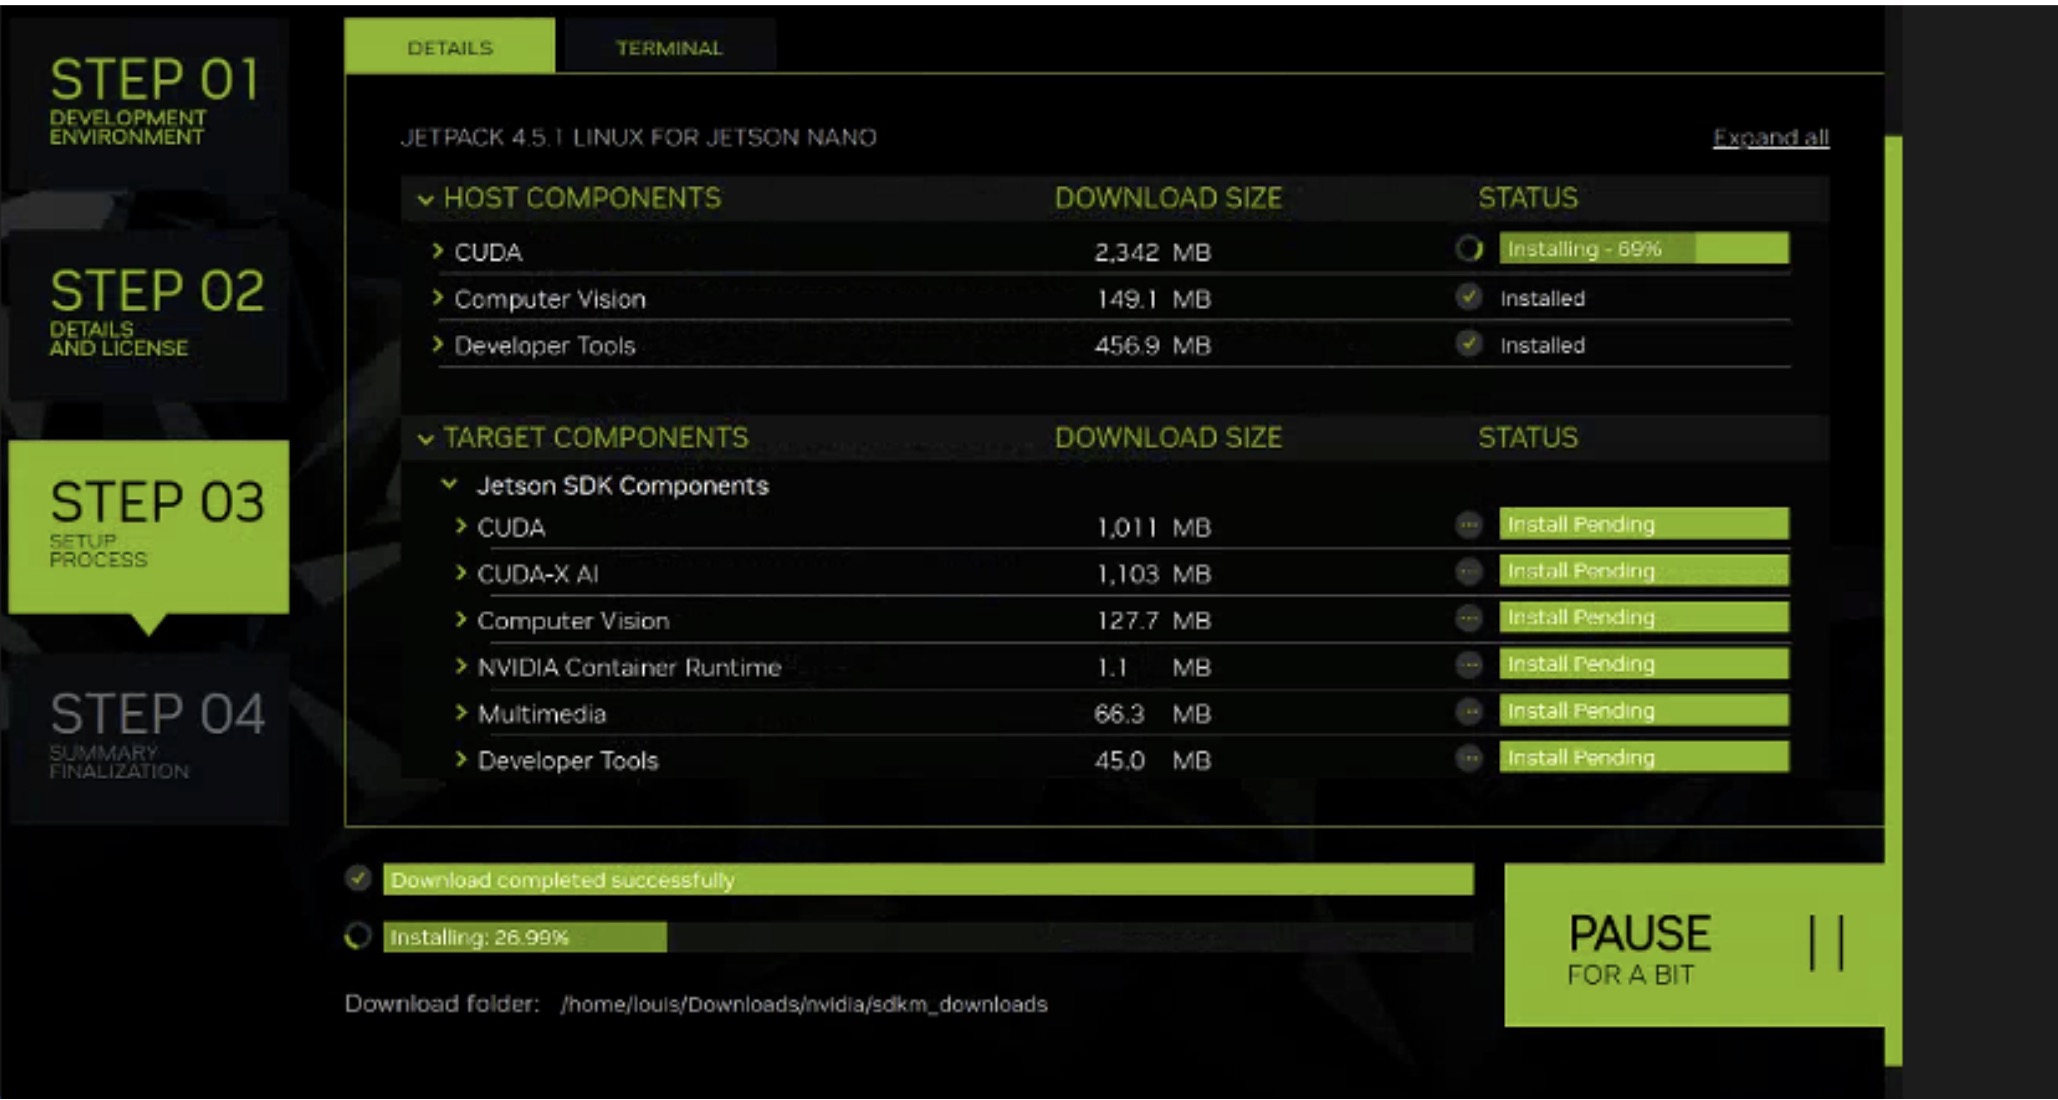 STEP 01
DEVELOPMENT
ENVIRONMENT
STEP 02
DETAILS
AND LICENSE
STEP 03
SETUP
PROCESS
STEP 04
SUMMARY
FINALIZATION
DETAILS TERMINAL
JETPACK 4.5.1 LINUX FOR JETSON NANO Expand all
HOST COMPONENTS DOWNLOAD SIZE STATUS
CUDA 2,342 MB Installing - 69%
Computer Vision 149.1 MB Installed
Developer Tools 456.9 MB Installed
TARGET COMPONENTS DOWNLOAD SIZE STATUS
Jetson SDK Components
CUDA 1,011 MB Install Pending
CUDA-X AI 1,103 MB Install Pending
Computer Vision 127.7 MB Install Pending
NVIDIA Container Runtime 1.1 MB Install Pending
Multimedia 66.3 MB Install Pending
Developer Tools 45.0 MB Install Pending
Download completed successfully
Installing: 26.99%
Download folder: /home/louis/Downloads/nvidia/sdkm_downloads
PAUSE
FOR A BIT